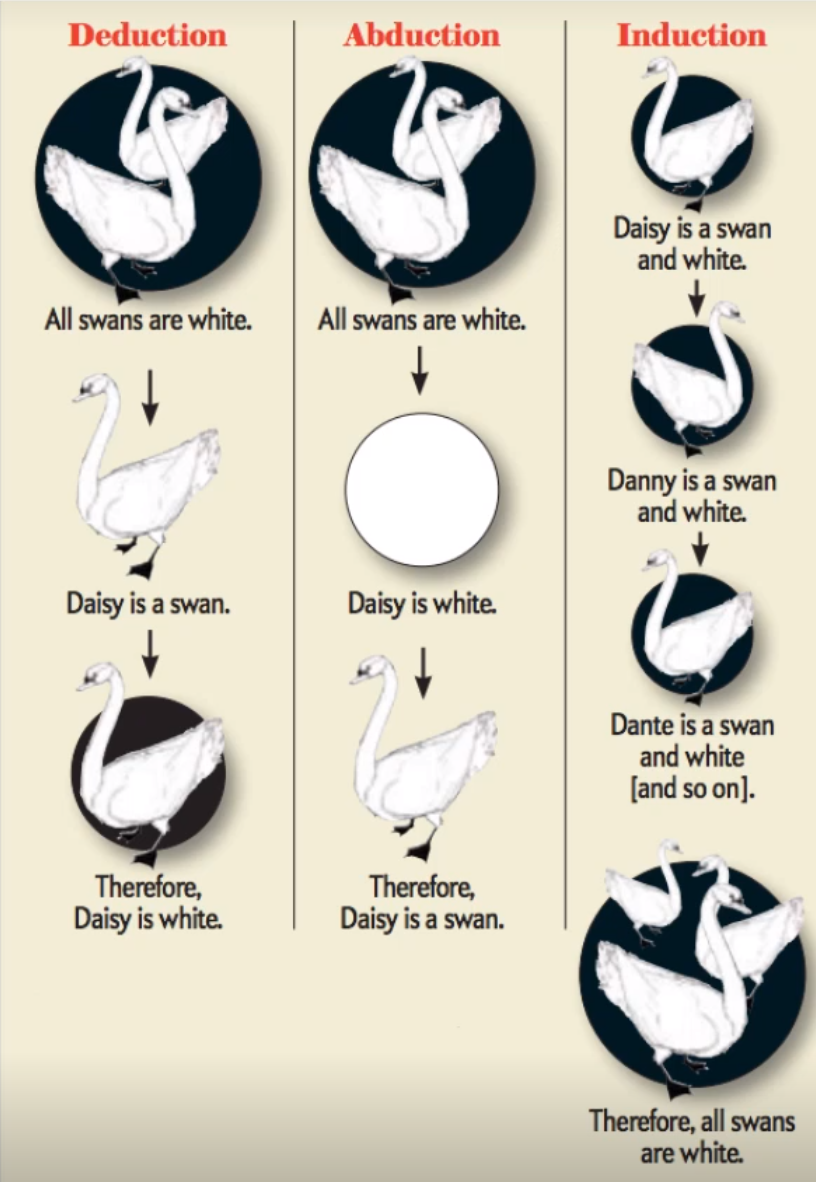 Deduction
All swans are white.
Daisy is a swan.
Therefore,
Daisy is white.
Abduction
All swans are white.
Daisy is white.
Therefore,
Daisy is a swan.
Induction
Daisy is a swan
and white.
Danny is a swan
and white.
Dante is a swan
and white
[and so on].
Therefore, all swans
are white.